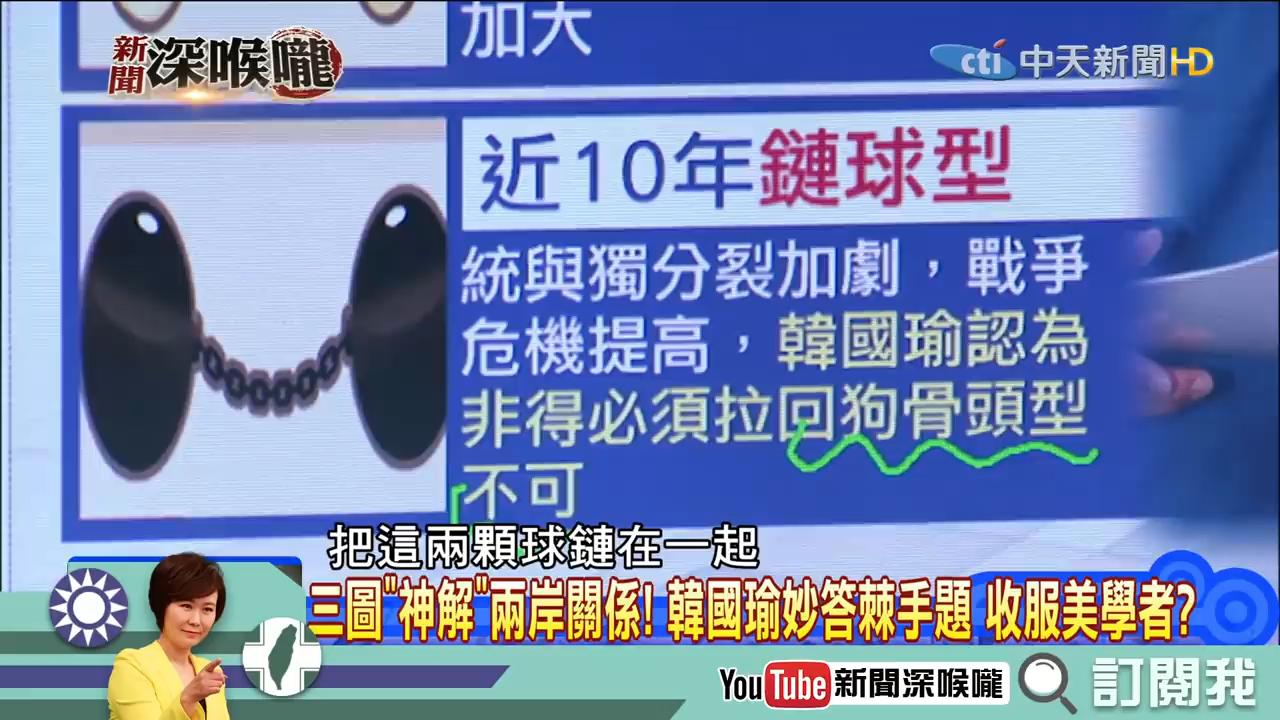 加大
新聞深喉嚨
cti中天新聞HD
近10年鏈球型
統與獨分裂加劇，戰爭
危機提高，韓國瑜認為
非得必須拉回狗骨頭型
不可
把這兩顆球鏈在一起
三圖"神解"兩岸關係!韓國瑜妙答棘手題 收服美學者?
YouTube新聞深喉嚨 訂閱我